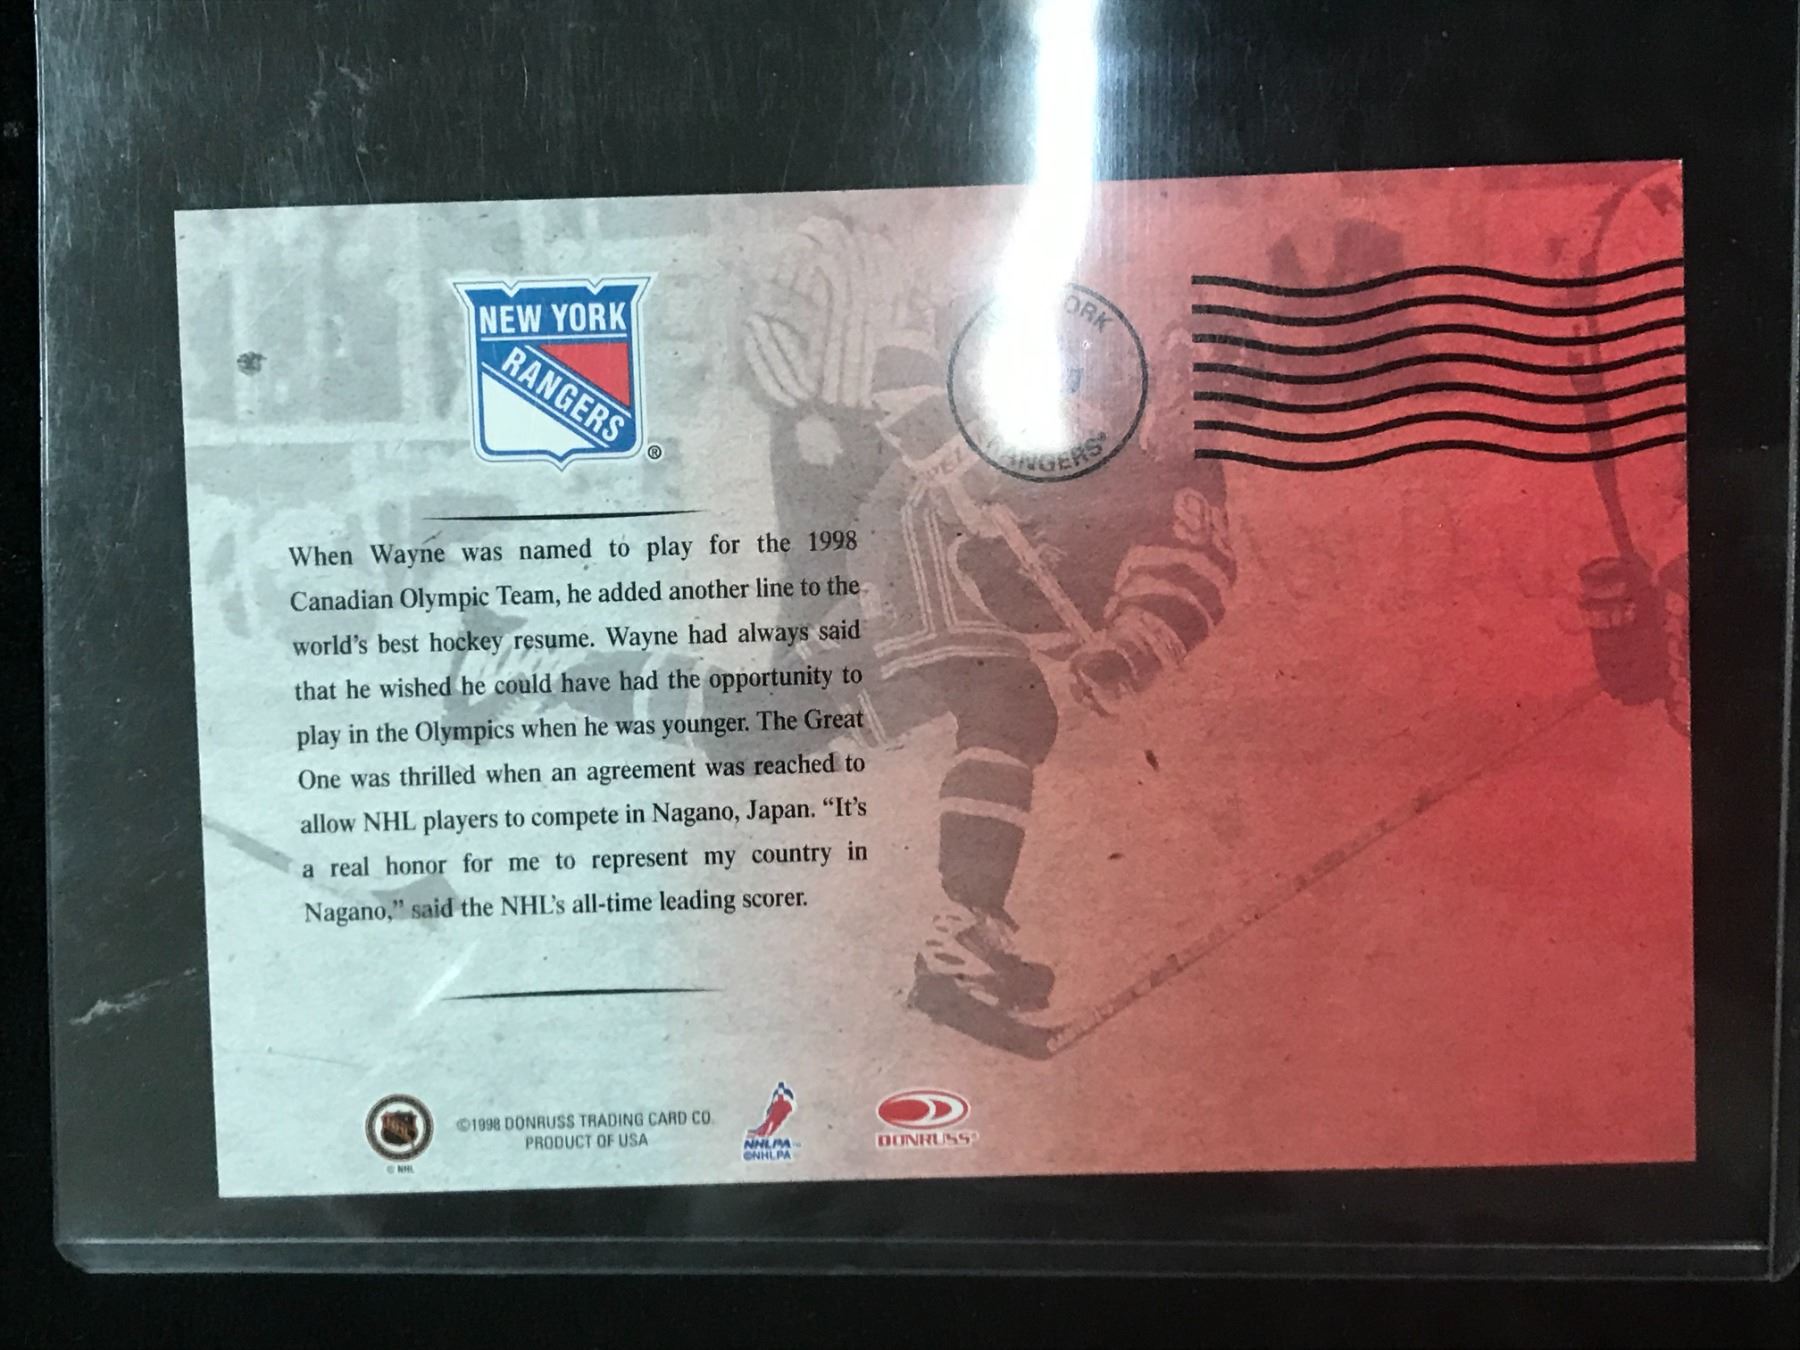 NEW YORK
RANGERS
®
ORK
RANGERS
When Wayne was named to play for the 1998
Canadian Olympic Team, he added another line to the
world's best hockey resume. Wayne had always said
that he wished he could have had the opportunity to
play in the Olympics when he was younger. The Great
One was thrilled when an agreement was reached to
allow NHL players to compete in Nagano, Japan. “It's
a real honor for me to represent my country in
Nagano,” said the NHL's all-time leading scorer.
©1998 DONRUSS TRADING CARD CO.
PRODUCT OF USA
© NHL
NHLPA
©NHLPA
DONRUSS